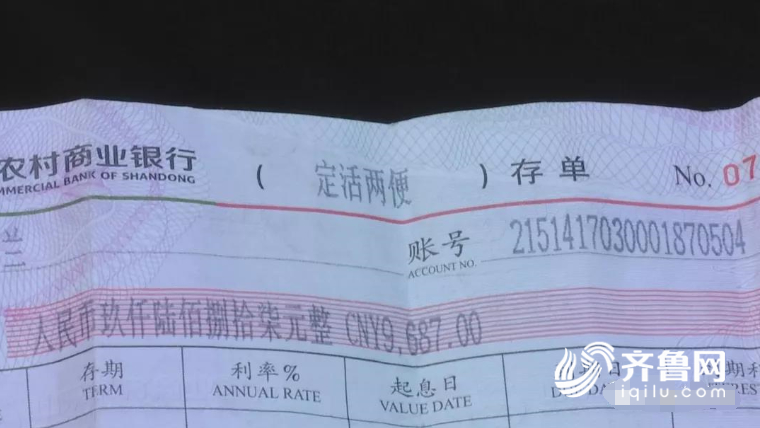 农村商业银行 ( 定活两便 ) 存单 No. 07
MMERCIAL BANK OF SHANDONG
兰 账号 2151417030001870504
ACCOUNT NO.
人民币玖仟陆佰捌拾柒元整 CNY9,687.00
存期 利率% 起息日
TERM ANNUAL RATE VALUE DATE
齐鲁网
iqilu.com